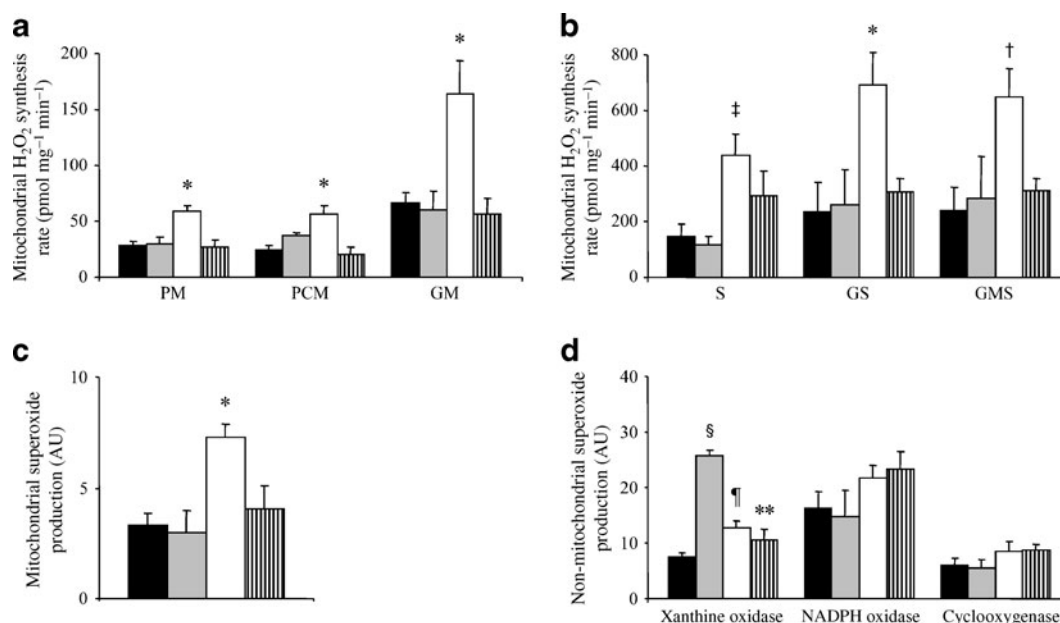 a
Mitochondrial H₂O₂ synthesis
rate (pmol mg⁻¹ min⁻¹)
200
150
100
50
0
*
*
*
PM
PCM
GM
b
Mitochondrial H₂O₂ synthesis
rate (pmol mg⁻¹ min⁻¹)
800
600
400
200
0
‡
*
†
S
GS
GMS
c
Mitochondrial superoxide
production (AU)
10
5
0
*
d
Non-mitochondrial superoxide
production (AU)
40
30
20
10
0
§
¶
**
Xanthine oxidase
NADPH oxidase
Cyclooxygenase